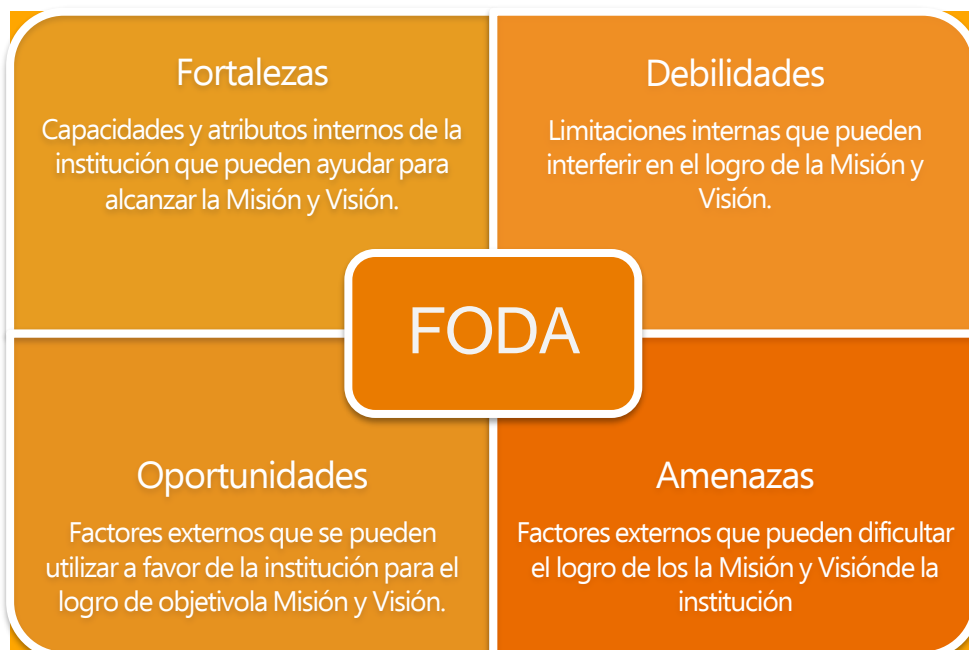 Fortalezas
Capacidades y atributos internos de la
institución que pueden ayudar para
alcanzar la Misión y Visión.
Debilidades
Limitaciones internas que pueden
interferir en el logro de la Misión y
Visión.
FODA
Oportunidades
Factores externos que se pueden
utilizar a favor de la institución para el
logro de objetivola Misión y Visión.
Amenazas
Factores externos que pueden dificultar
el logro de los la Misión y Visiónde la
institución